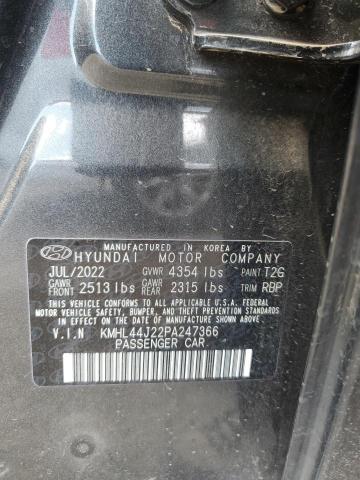 MANUFACTURED IN KOREA BY
HYUNDAI MOTOR COMPANY
JUL/2022 GVWR 4354 lbs PAINT T2G
GAWR FRONT 2513 lbs GAWR REAR 2315 lbs TRIM RBP
THIS VEHICLE CONFORMS TO ALL APPLICABLE U.S.A. FEDERAL
MOTOR VEHICLE SAFETY, BUMPER, AND THEFT PREVENTION
STANDARDS IN EFFECT ON THE DATE OF MANUFACTURE SHOWN ABOVE.
V.I.N KMHL44J22PA247366
PASSENGER CAR